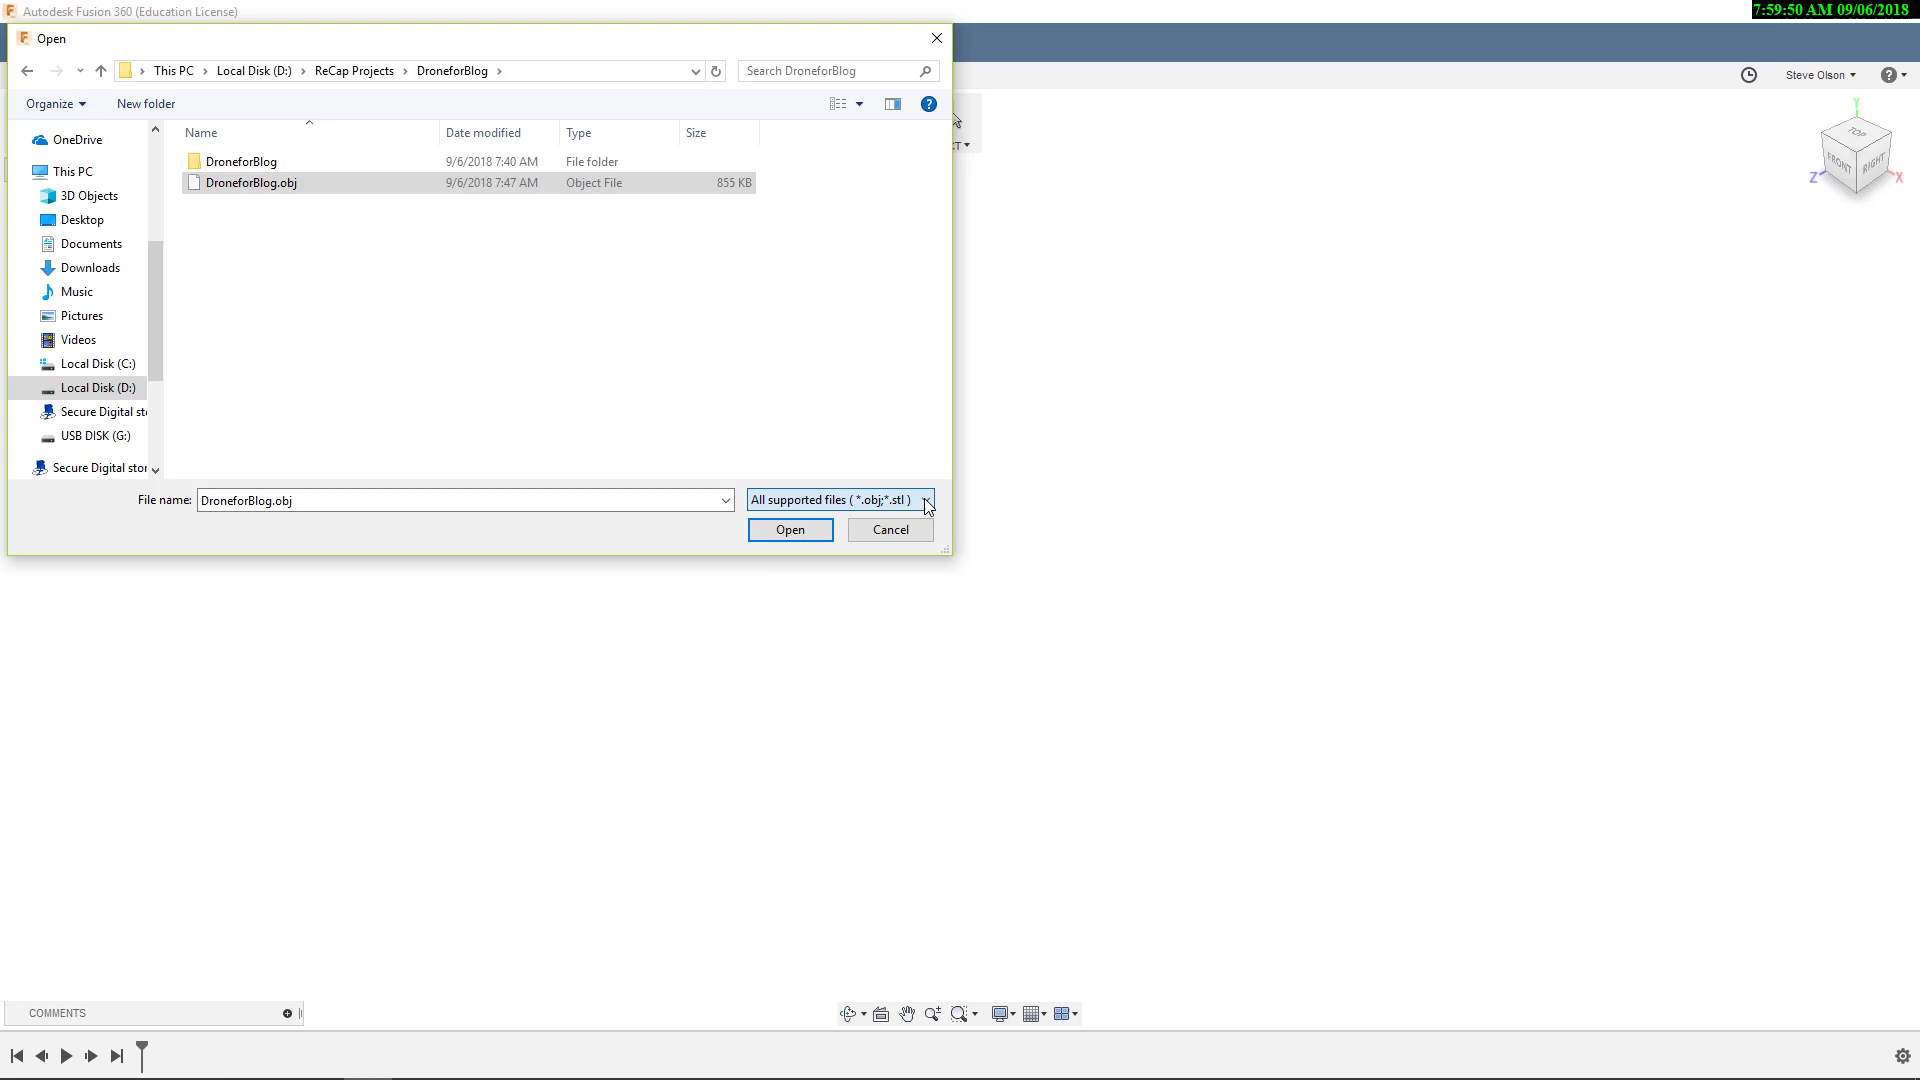 Autodesk Fusion 360 (Education License)
7:59:50 AM 09/06/2018
Open
This PC › Local Disk (D:) › ReCap Projects › DroneforBlog ›
Search DroneforBlog
Steve Olson
Organize
New folder
Name
Date modified
Type
Size
OneDrive
This PC
3D Objects
Desktop
Documents
Downloads
Music
Pictures
Videos
Local Disk (C:)
Local Disk (D:)
Secure Digital sto
USB DISK (G:)
Secure Digital stor
DroneforBlog 9/6/2018 7:40 AM File folder
DroneforBlog.obj 9/6/2018 7:47 AM Object File 855 KB
CT
Y
TOP
FRONT
RIGHT
Z
X
File name: DroneforBlog.obj
All supported files ( *.obj;*.stl )
Open
Cancel
COMMENTS